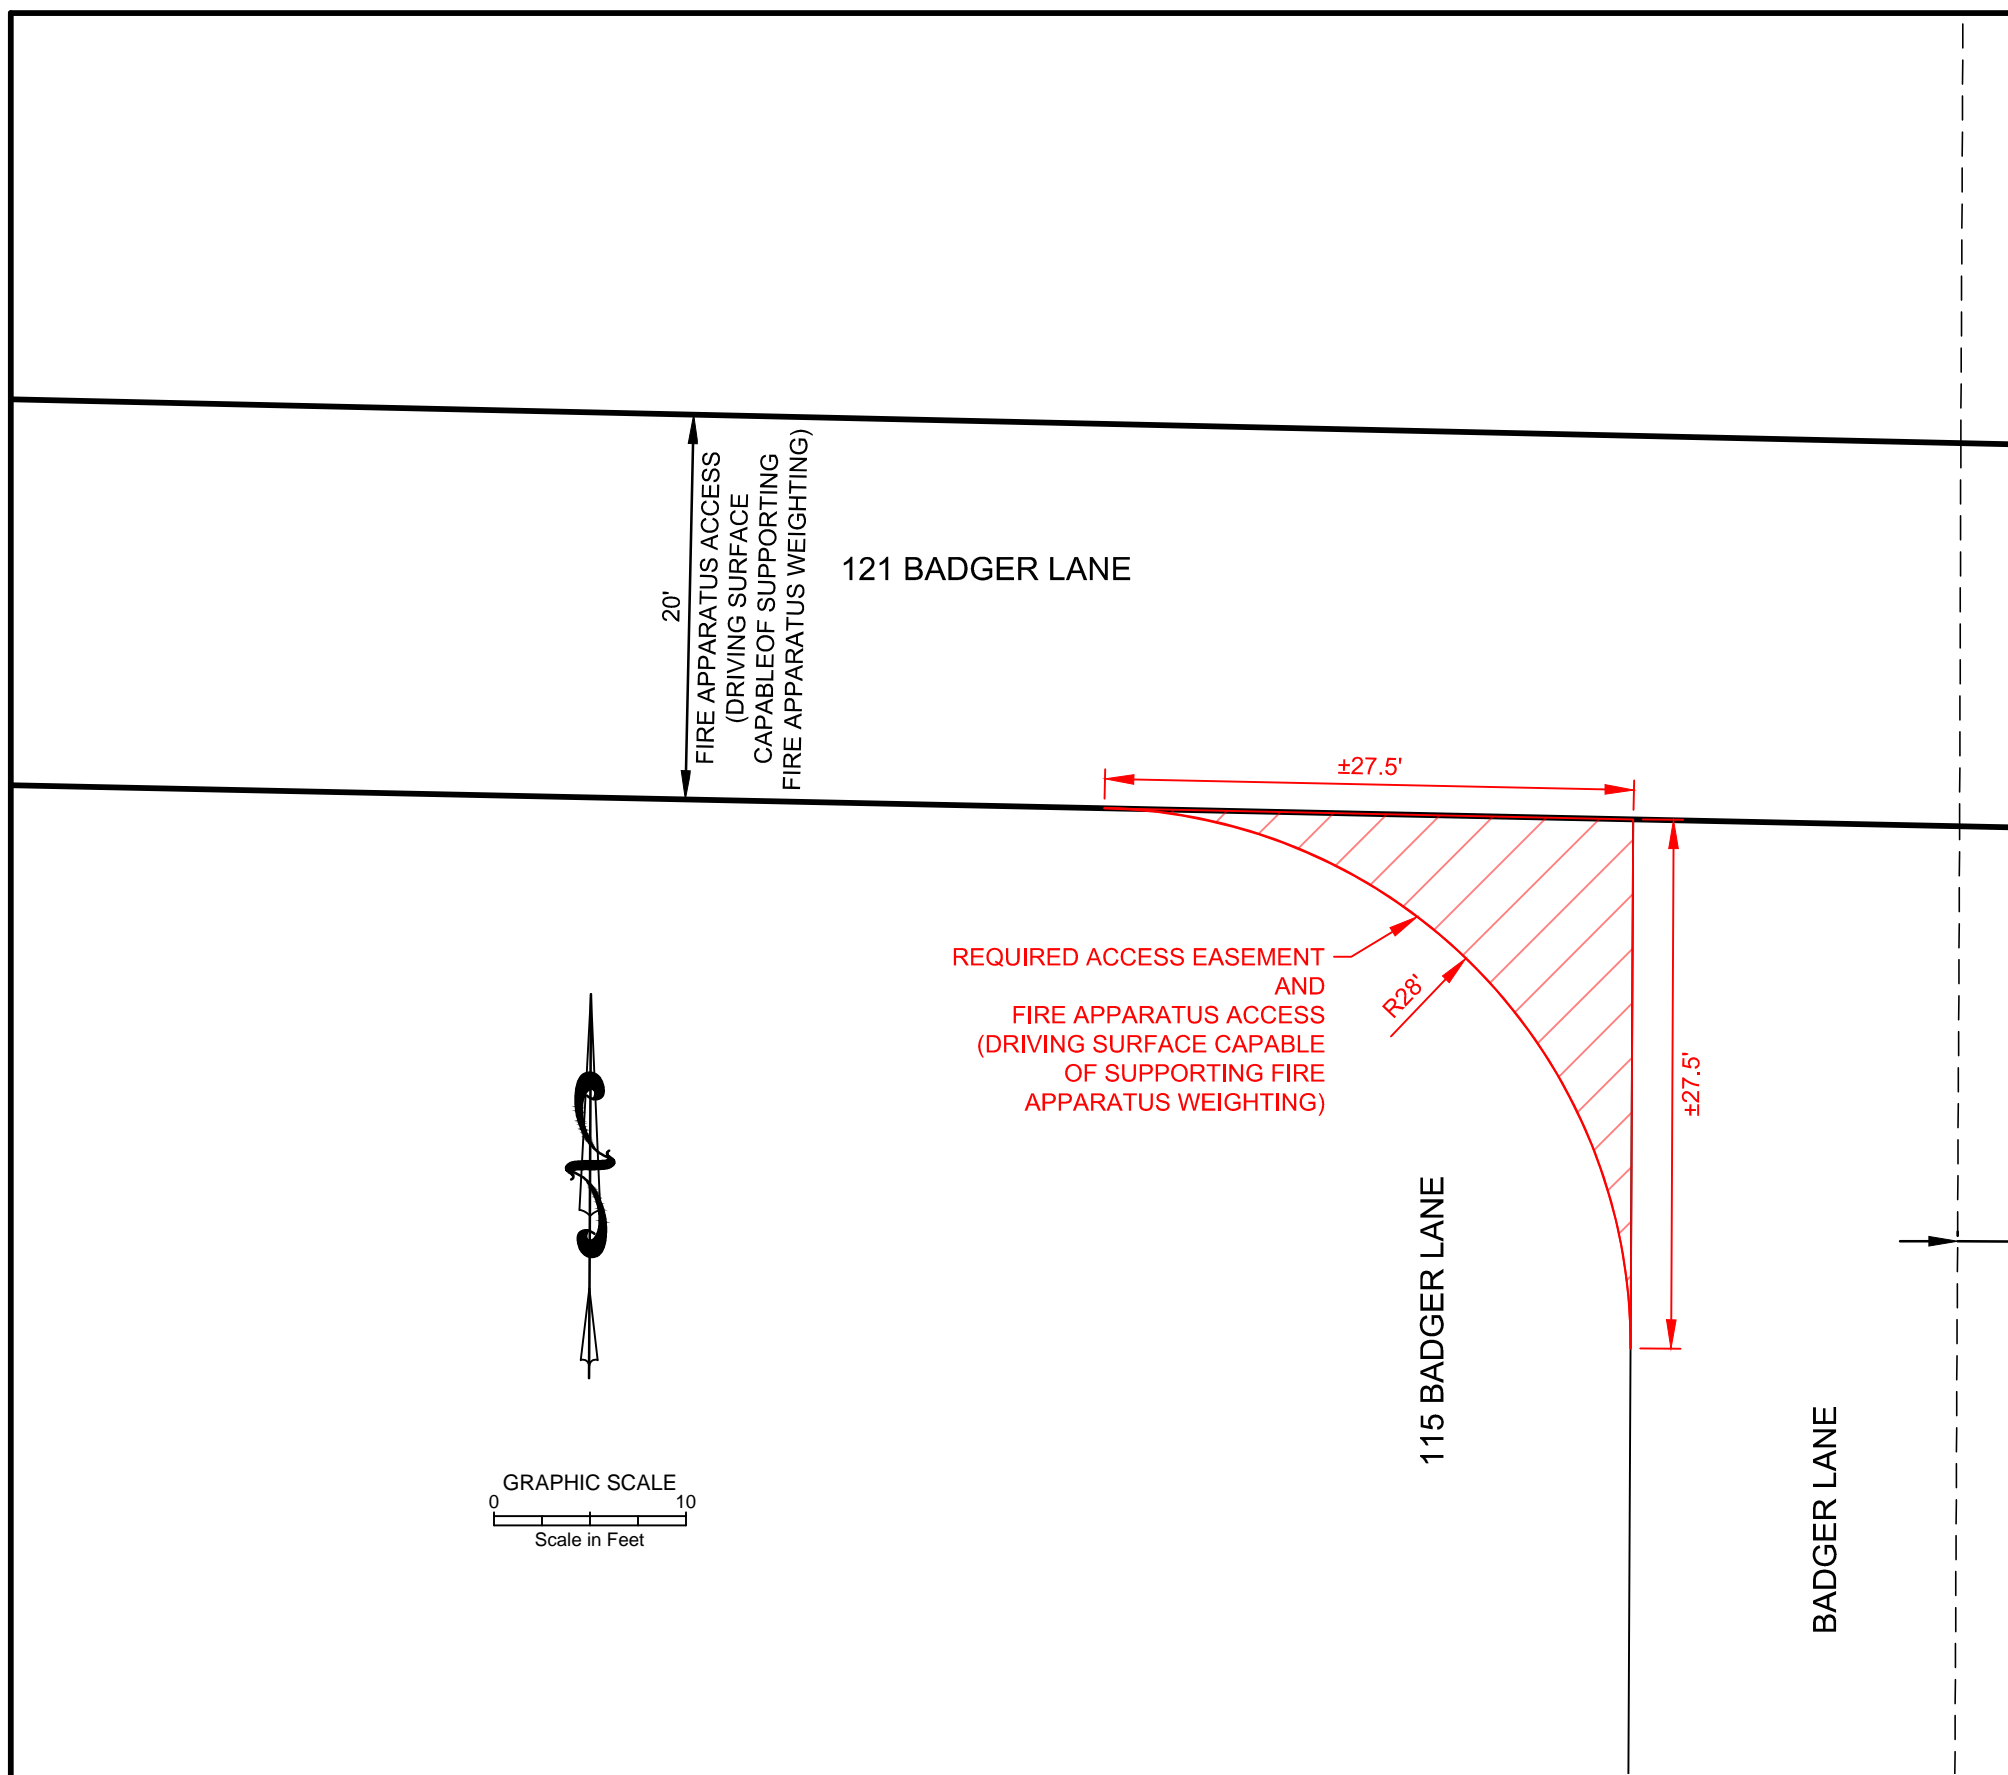 20'
FIRE APPARATUS ACCESS
(DRIVING SURFACE
CAPABLEOF SUPPORTING
FIRE APPARATUS WEIGHTING)
121 BADGER LANE
±27.5'
REQUIRED ACCESS EASEMENT
AND
FIRE APPARATUS ACCESS
(DRIVING SURFACE CAPABLE
OF SUPPORTING FIRE
APPARATUS WEIGHTING)
R28'
±27.5'
115 BADGER LANE
BADGER LANE
GRAPHIC SCALE
0 10
Scale in Feet